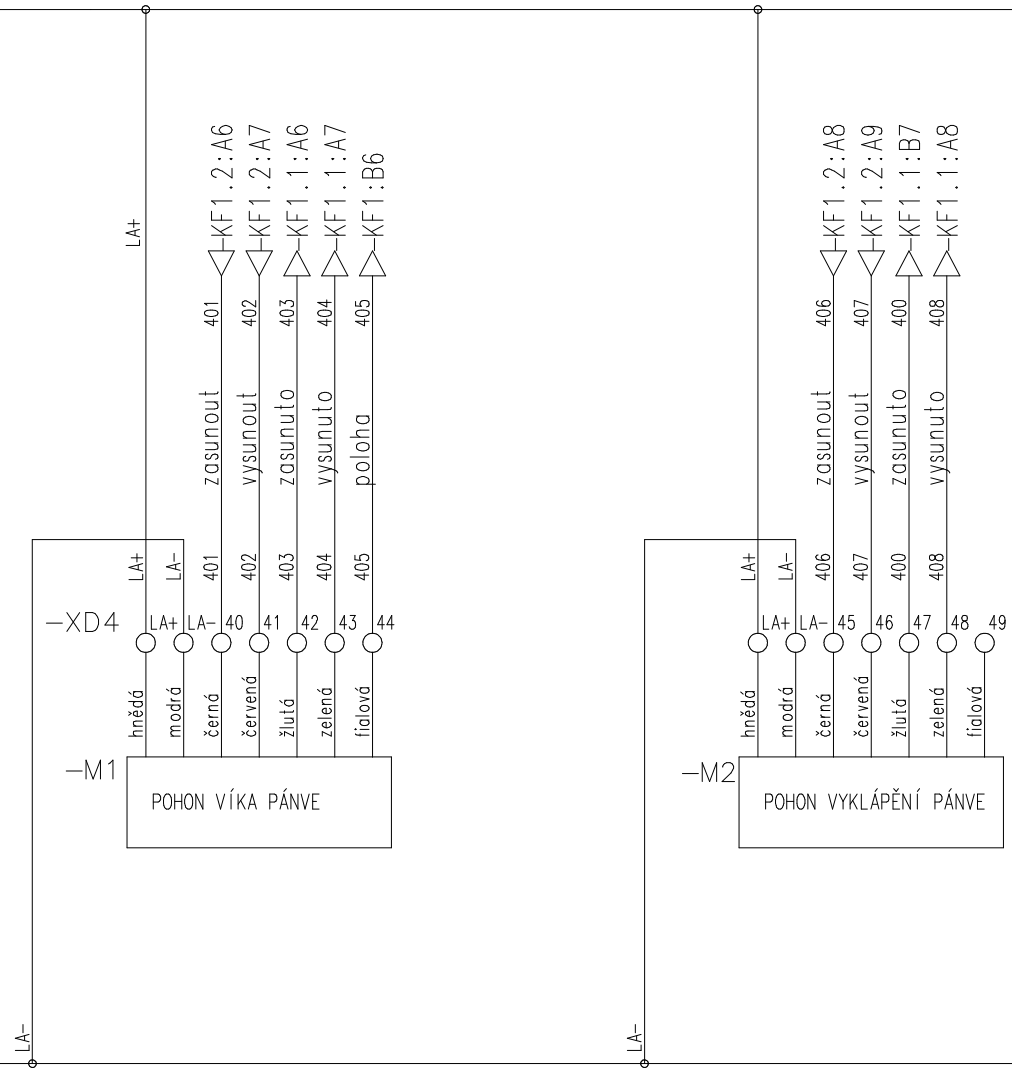 LA+
-KF1.2:A6
-KF1.2:A7
-KF1.1:A6
-KF1.1:A7
-KF1:B6
401
402
403
404
405
zasunout
vysunout
zasunuto
vysunuto
poloha
LA+
LA-
401
402
403
404
405
-XD4
LA+
LA-
40
41
42
43
44
hnědá
modrá
černá
červená
žlutá
zelená
fialová
-M1
POHON VÍKA PÁNVE
LA-
-KF1.2:A8
-KF1.2:A9
-KF1.1:B7
-KF1.1:A8
406
407
400
408
zasunout
vysunout
zasunuto
vysunuto
LA+
LA-
406
407
400
408
LA+
LA-
45
46
47
48
49
hnědá
modrá
černá
červená
žlutá
zelená
fialová
-M2
POHON VYKLÁPĚNÍ PÁNVE
LA-